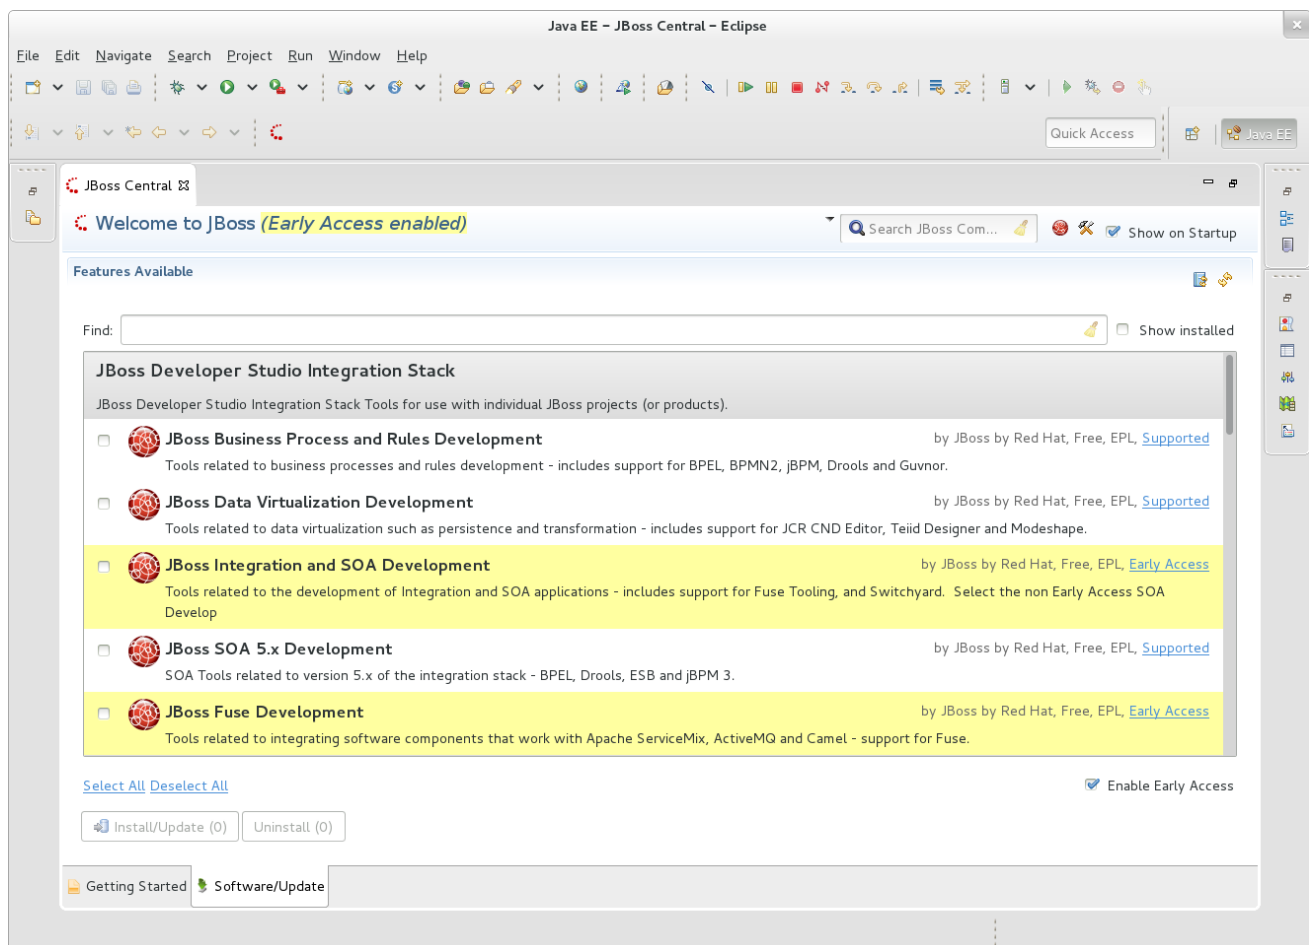 Java EE – JBoss Central – Eclipse
File Edit Navigate Search Project Run Window Help
Quick Access
Java EE
JBoss Central
Welcome to JBoss (Early Access enabled)
Search JBoss Com...
Show on Startup
Features Available
Find:
Show installed
JBoss Developer Studio Integration Stack
JBoss Developer Studio Integration Stack Tools for use with individual JBoss projects (or products).
JBoss Business Process and Rules Development
by JBoss by Red Hat, Free, EPL, Supported
Tools related to business processes and rules development - includes support for BPEL, BPMN2, jBPM, Drools and Guvnor.
JBoss Data Virtualization Development
by JBoss by Red Hat, Free, EPL, Supported
Tools related to data virtualization such as persistence and transformation - includes support for JCR CND Editor, Teiid Designer and Modeshape.
JBoss Integration and SOA Development
by JBoss by Red Hat, Free, EPL, Early Access
Tools related to the development of Integration and SOA applications - includes support for Fuse Tooling, and Switchyard.  Select the non Early Access SOA
Develop
JBoss SOA 5.x Development
by JBoss by Red Hat, Free, EPL, Supported
SOA Tools related to version 5.x of the integration stack - BPEL, Drools, ESB and jBPM 3.
JBoss Fuse Development
by JBoss by Red Hat, Free, EPL, Early Access
Tools related to integrating software components that work with Apache ServiceMix, ActiveMQ and Camel - support for Fuse.
Select All Deselect All
Enable Early Access
Install/Update (0)
Uninstall (0)
Getting Started
Software/Update